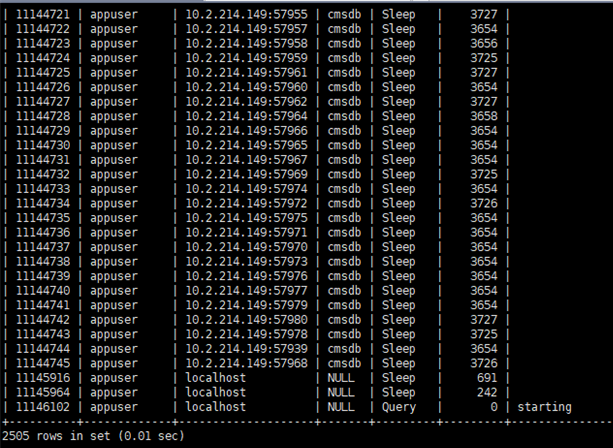 | 11144721 | appuser | 10.2.214.149:57955 | cmsdb | Sleep | 3727 |
| 11144722 | appuser | 10.2.214.149:57957 | cmsdb | Sleep | 3654 |
| 11144723 | appuser | 10.2.214.149:57958 | cmsdb | Sleep | 3656 |
| 11144724 | appuser | 10.2.214.149:57959 | cmsdb | Sleep | 3725 |
| 11144725 | appuser | 10.2.214.149:57961 | cmsdb | Sleep | 3727 |
| 11144726 | appuser | 10.2.214.149:57960 | cmsdb | Sleep | 3654 |
| 11144727 | appuser | 10.2.214.149:57962 | cmsdb | Sleep | 3727 |
| 11144728 | appuser | 10.2.214.149:57964 | cmsdb | Sleep | 3658 |
| 11144729 | appuser | 10.2.214.149:57966 | cmsdb | Sleep | 3654 |
| 11144730 | appuser | 10.2.214.149:57965 | cmsdb | Sleep | 3654 |
| 11144731 | appuser | 10.2.214.149:57967 | cmsdb | Sleep | 3654 |
| 11144732 | appuser | 10.2.214.149:57969 | cmsdb | Sleep | 3725 |
| 11144733 | appuser | 10.2.214.149:57974 | cmsdb | Sleep | 3654 |
| 11144734 | appuser | 10.2.214.149:57972 | cmsdb | Sleep | 3726 |
| 11144735 | appuser | 10.2.214.149:57975 | cmsdb | Sleep | 3654 |
| 11144736 | appuser | 10.2.214.149:57971 | cmsdb | Sleep | 3654 |
| 11144737 | appuser | 10.2.214.149:57970 | cmsdb | Sleep | 3654 |
| 11144738 | appuser | 10.2.214.149:57973 | cmsdb | Sleep | 3654 |
| 11144739 | appuser | 10.2.214.149:57976 | cmsdb | Sleep | 3654 |
| 11144740 | appuser | 10.2.214.149:57977 | cmsdb | Sleep | 3654 |
| 11144741 | appuser | 10.2.214.149:57979 | cmsdb | Sleep | 3654 |
| 11144742 | appuser | 10.2.214.149:57980 | cmsdb | Sleep | 3727 |
| 11144743 | appuser | 10.2.214.149:57978 | cmsdb | Sleep | 3725 |
| 11144744 | appuser | 10.2.214.149:57939 | cmsdb | Sleep | 3654 |
| 11144745 | appuser | 10.2.214.149:57968 | cmsdb | Sleep | 3726 |
| 11145916 | appuser | localhost | NULL | Sleep | 691 |
| 11145964 | appuser | localhost | NULL | Sleep | 242 |
| 11146102 | appuser | localhost | NULL | Query | 0 | starting
2505 rows in set (0.01 sec)